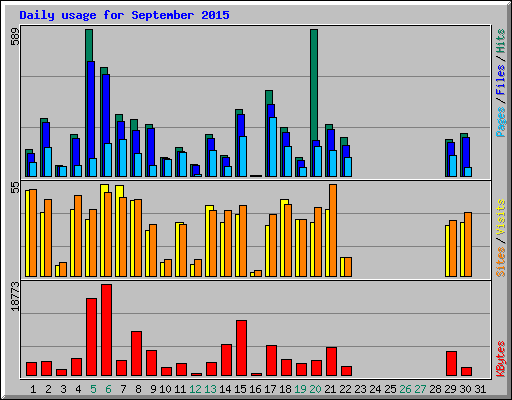 Daily usage for September 2015
589
Pages / Files / Hits
55
Sites / Visits
18773
KBytes
1 2 3 4 5 6 7 8 9 10 11 12 13 14 15 16 17 18 19 20 21 22 23 24 25 26 27 28 29 30 31